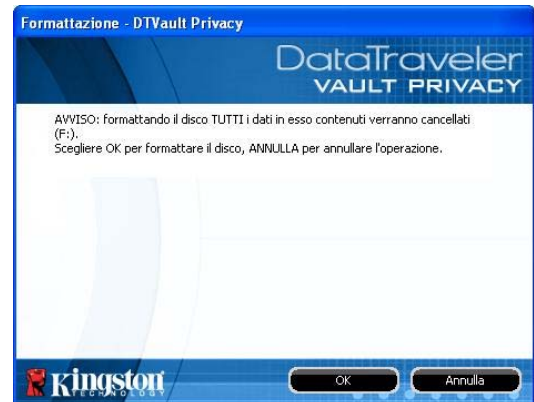 Formattazione - DTVault Privacy
DataTraveler
VAULT PRIVACY
AVVISO: formattando il disco TUTTI i dati in esso contenuti verranno cancellati
(F:).
Scegliere OK per formattare il disco, ANNULLA per annullare l'operazione.
Kingston
TECHNOLOGY
OK
Annulla